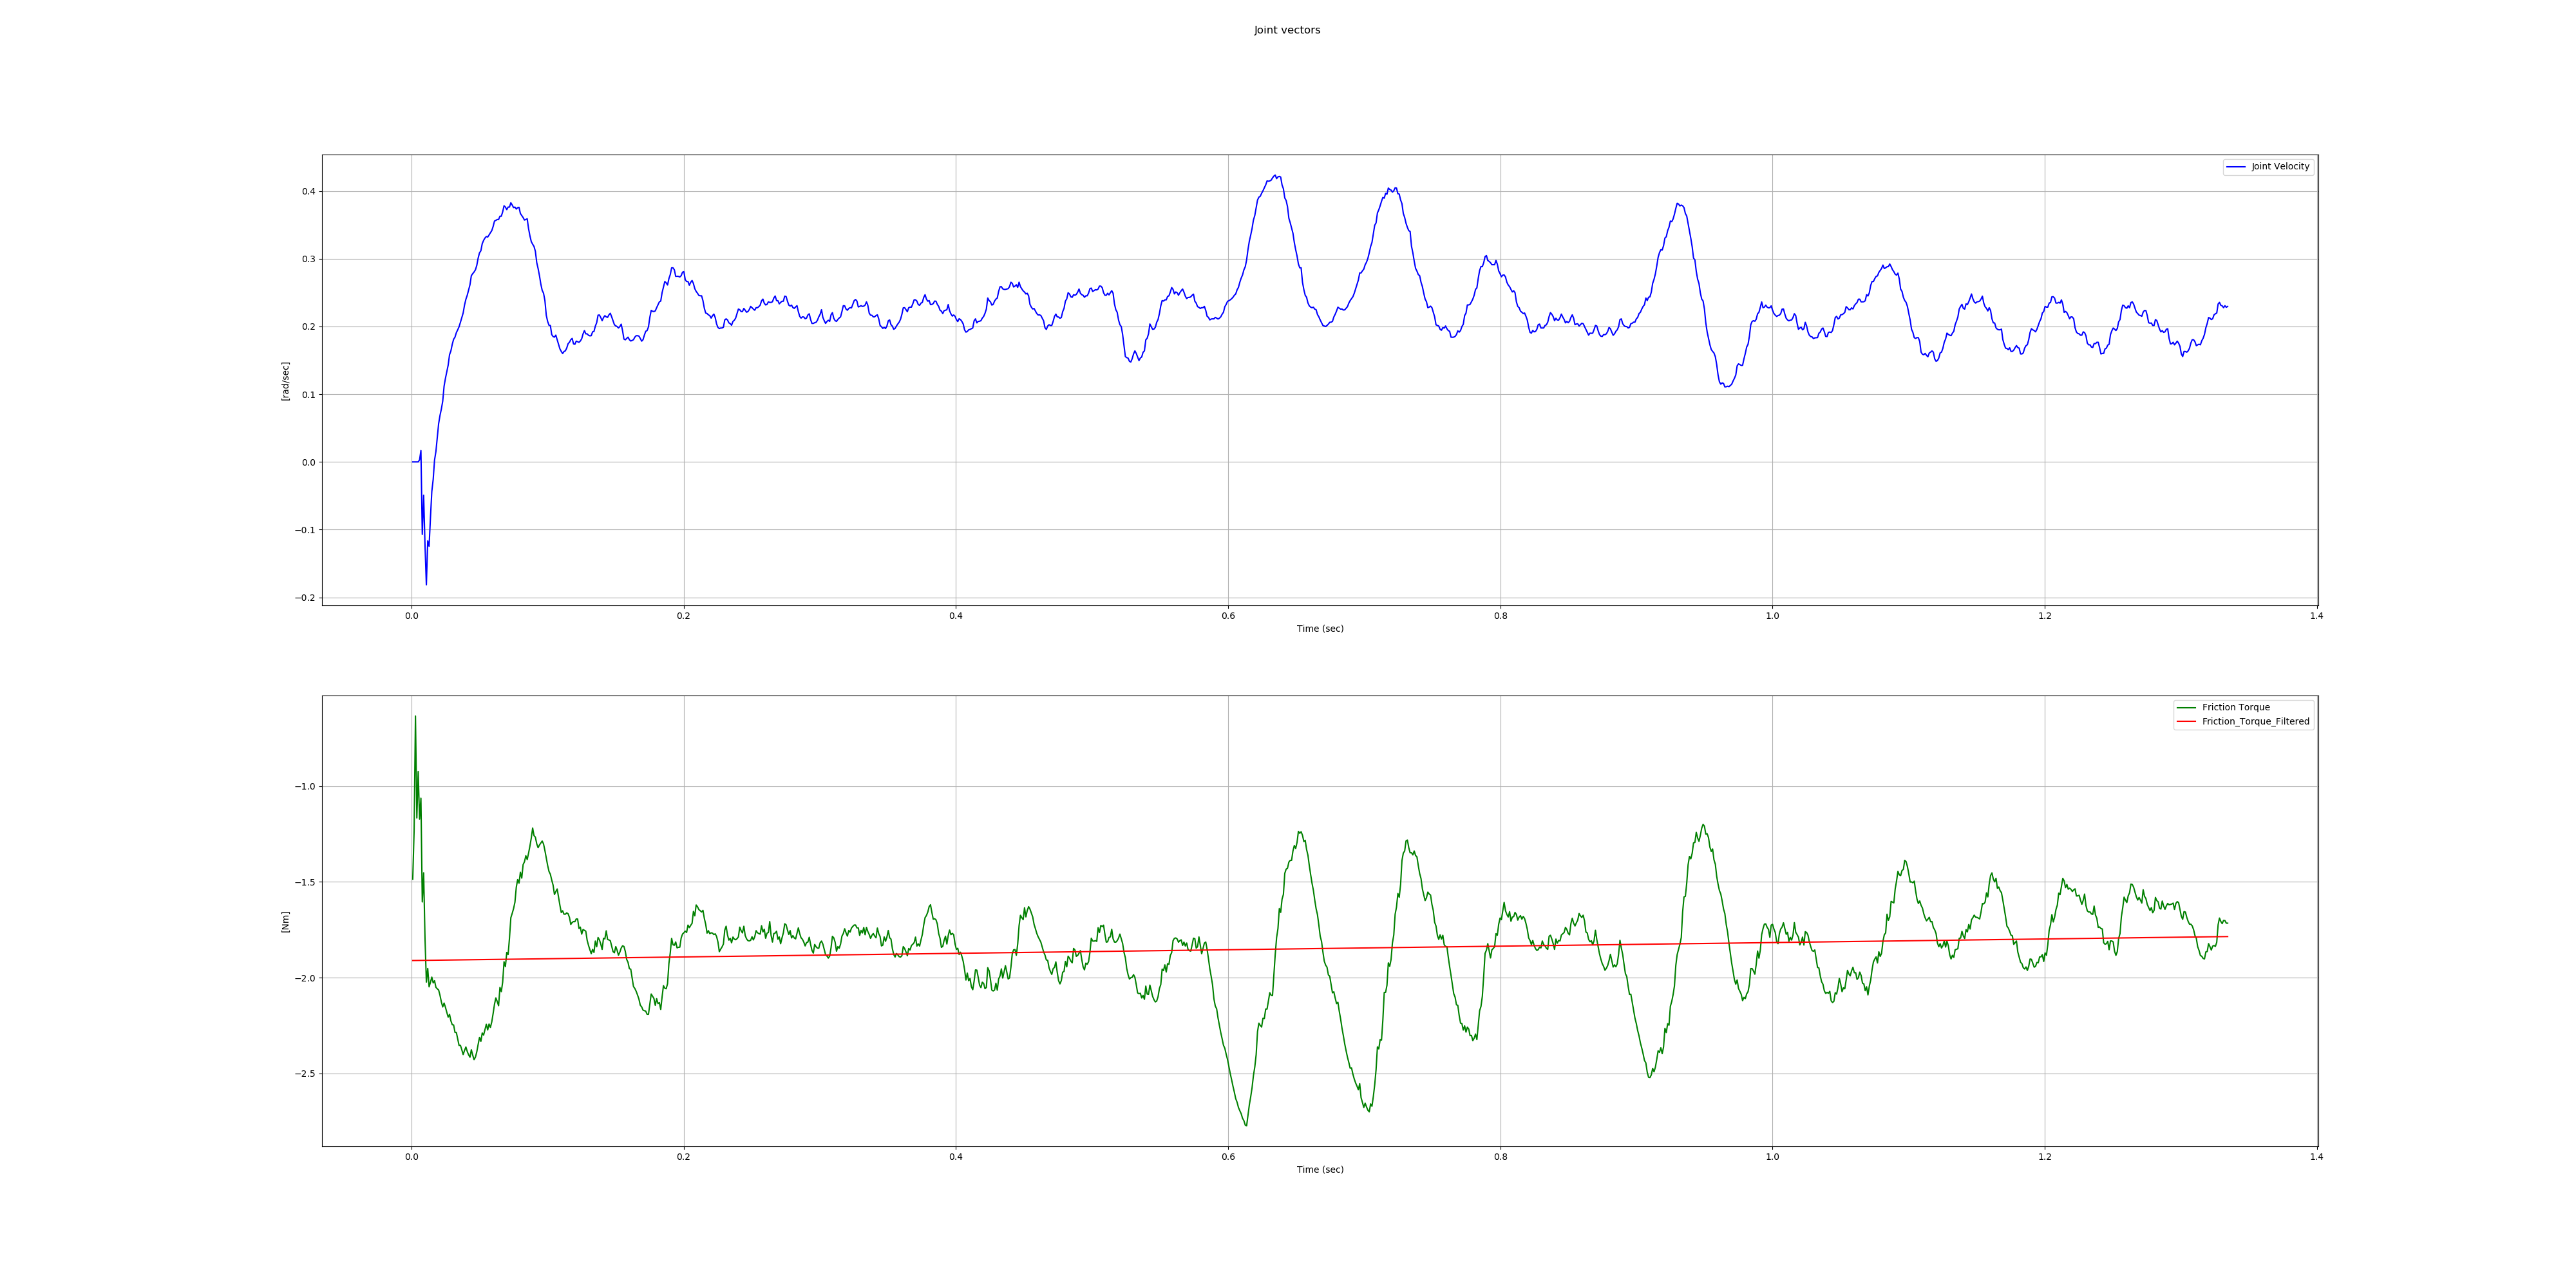 Joint vectors
Joint Velocity
0.4
0.3
0.2
0.1
0.0
−0.1
−0.2
[rad/sec]
0.0 0.2 0.4 0.6 0.8 1.0 1.2 1.4
Time (sec)
Friction Torque
Friction_Torque_Filtered
−1.0
−1.5
−2.0
−2.5
[Nm]
0.0 0.2 0.4 0.6 0.8 1.0 1.2 1.4
Time (sec)